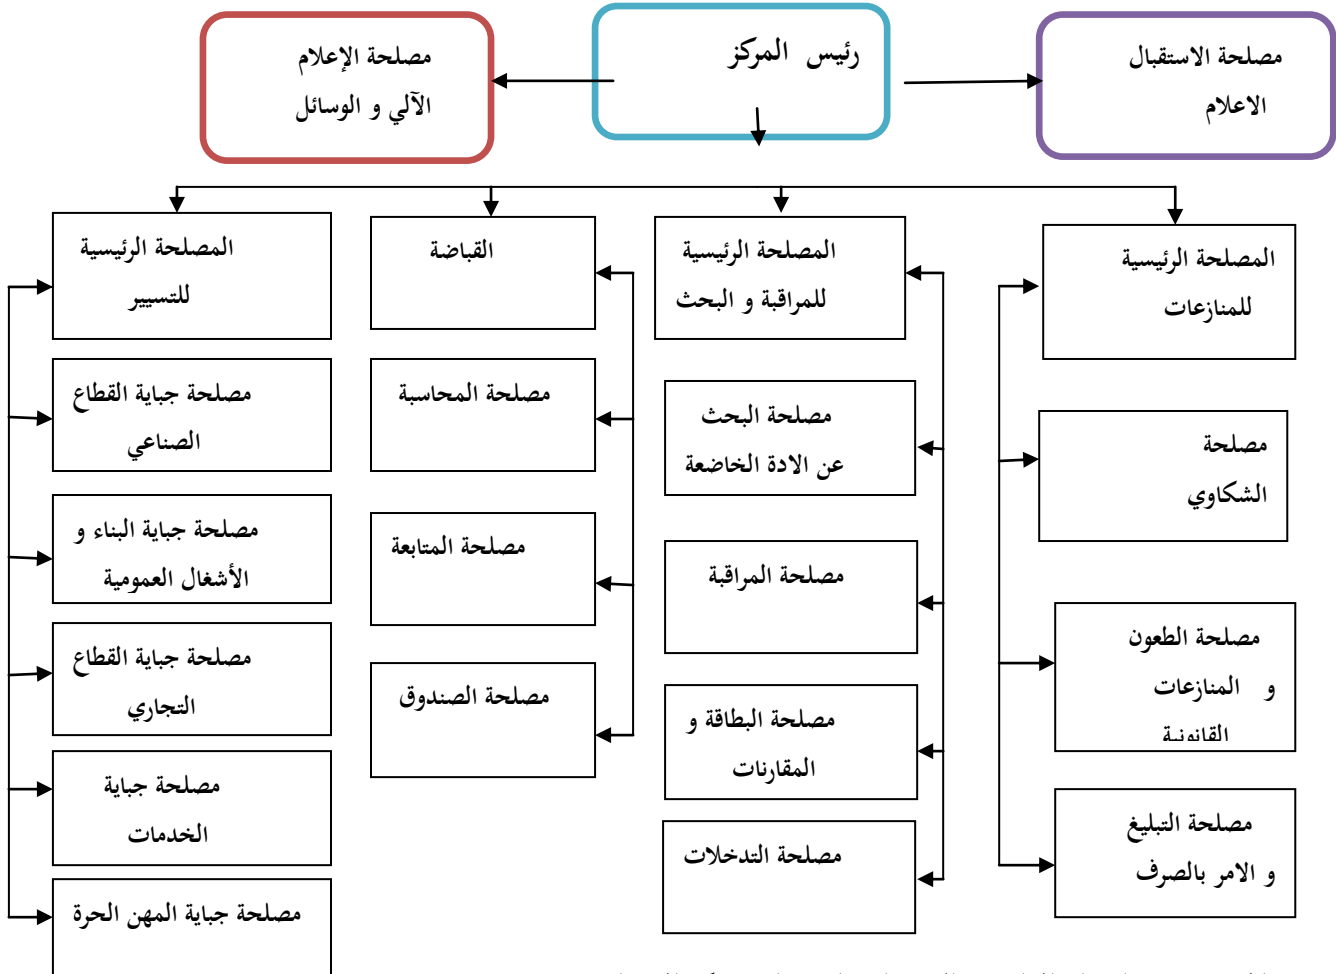 مصلحة الاستقبال
الاعلام
رئيس المركز
مصلحة الإعلام
الآلي و الوسائل
المصلحة الرئيسية
للمنازعات
مصلحة
الشكاوي
مصلحة الطعون
و المنازعات
القانونية
مصلحة التبليغ
و الامر بالصرف
المصلحة الرئيسية
للمراقبة و البحث
مصلحة البحث
عن الادة الخاضعة
مصلحة المراقبة
مصلحة البطاقة و
المقارنات
مصلحة التدخلات
القباضة
مصلحة المحاسبة
مصلحة المتابعة
مصلحة الصندوق
المصلحة الرئيسية
للتسيير
مصلحة جباية القطاع
الصناعي
مصلحة جباية البناء و
الأشغال العمومية
مصلحة جباية القطاع
التجاري
مصلحة جباية
الخدمات
مصلحة جباية المهن الحرة